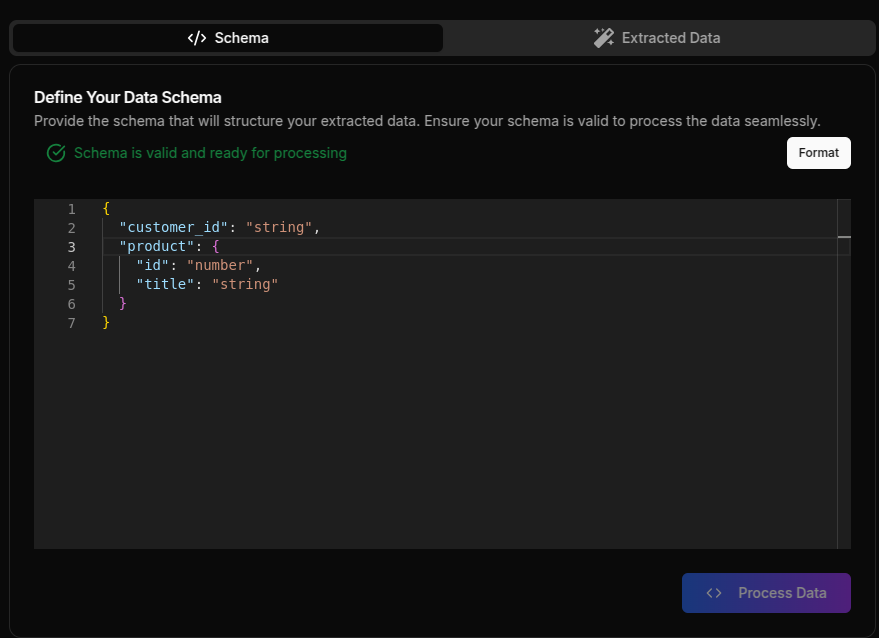 </> Schema
Extracted Data
Define Your Data Schema
Provide the schema that will structure your extracted data. Ensure your schema is valid to process the data seamlessly.
Schema is valid and ready for processing
Format
1 {
2   "customer_id": "string",
3   "product": {
4     "id": "number",
5     "title": "string"
6   }
7 }
<> Process Data